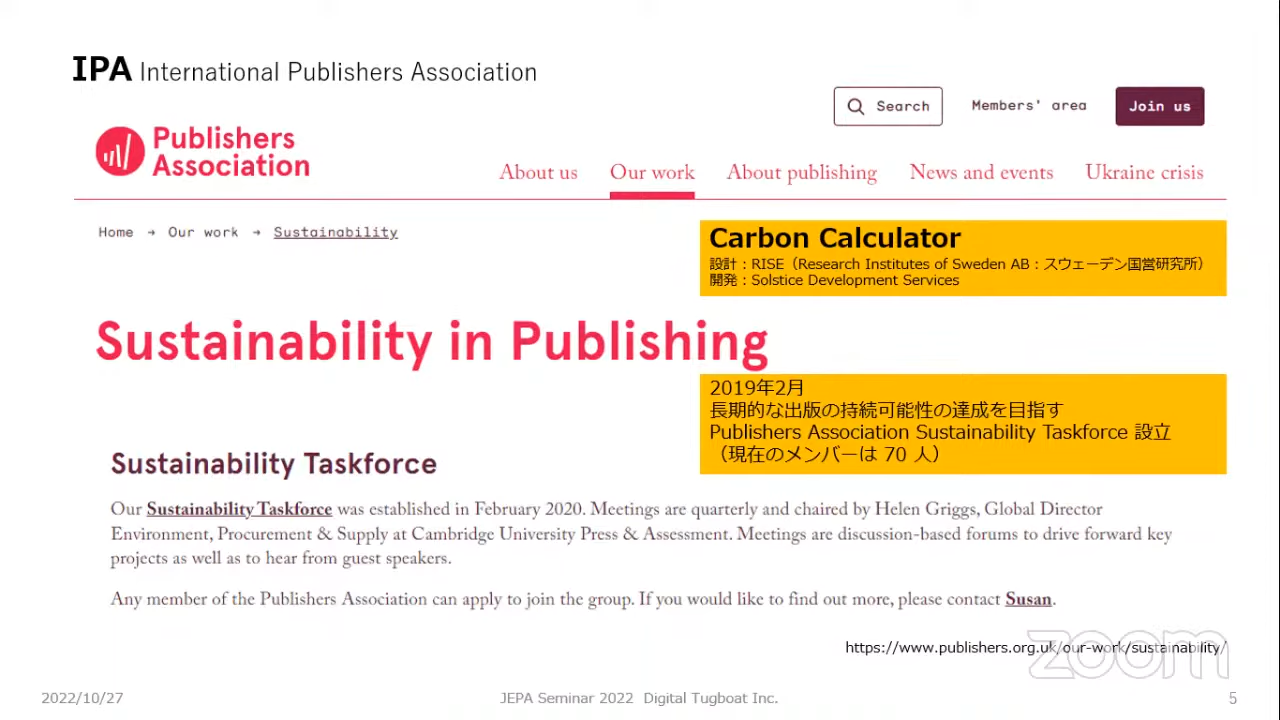 IPA International Publishers Association
Search
Members' area
Join us
Publishers
Association
About us
Our work
About publishing
News and events
Ukraine crisis
Home → Our work → Sustainability
Carbon Calculator
設計：RISE（Research Institutes of Sweden AB：スウェーデン国営研究所）
開発：Solstice Development Services
Sustainability in Publishing
2019年2月
長期的な出版の持続可能性の達成を目指す
Publishers Association Sustainability Taskforce 設立
（現在のメンバーは 70 人）
Sustainability Taskforce
Our Sustainability Taskforce was established in February 2020. Meetings are quarterly and chaired by Helen Griggs, Global Director
Environment, Procurement & Supply at Cambridge University Press & Assessment. Meetings are discussion-based forums to drive forward key
projects as well as to hear from guest speakers.
Any member of the Publishers Association can apply to join the group. If you would like to find out more, please contact Susan.
https://www.publishers.org.uk/our-work/sustainability/
zoom
2022/10/27
JEPA Seminar 2022 Digital Tugboat Inc.
5